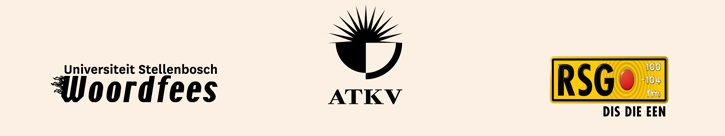 Universiteit Stellenbosch
Woordfees
ATKV
RSG 100
-104
fm
DIS DIE EEN